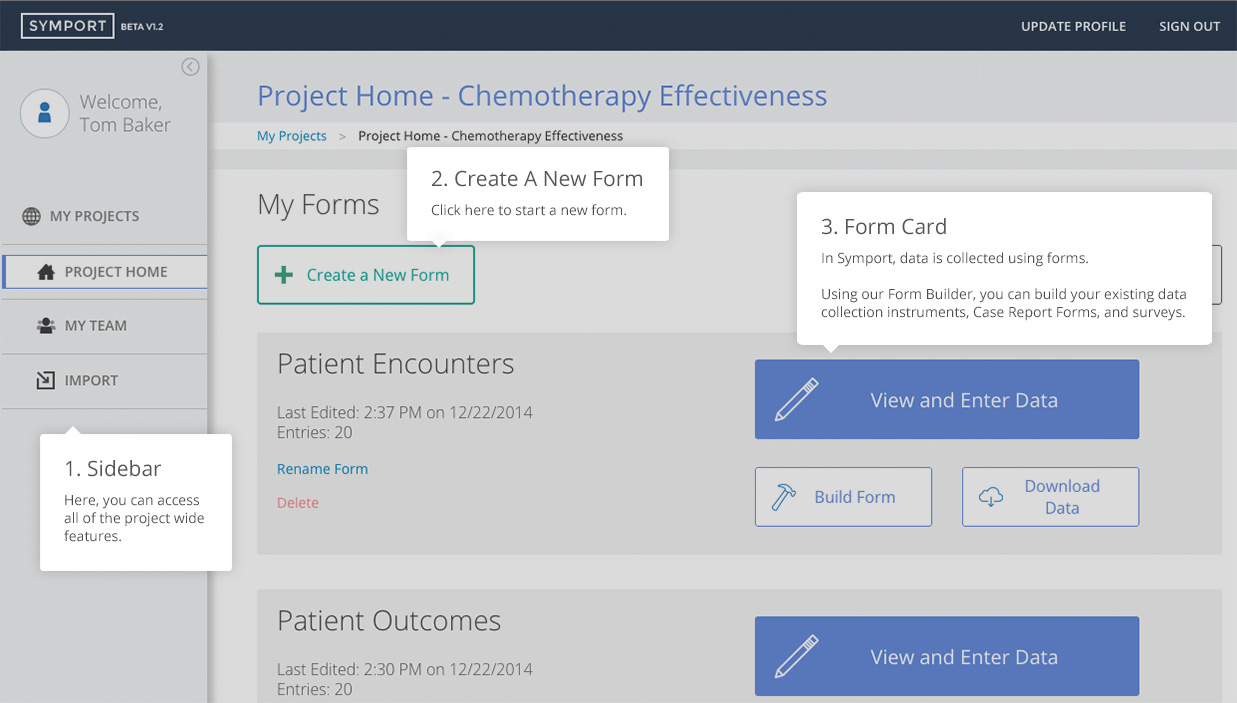 SYMPORT BETA V1.2
UPDATE PROFILE
SIGN OUT
Welcome,
Tom Baker
MY PROJECTS
PROJECT HOME
MY TEAM
IMPORT
1. Sidebar
Here, you can access
all of the project wide
features.
Project Home - Chemotherapy Effectiveness
My Projects > Project Home - Chemotherapy Effectiveness
2. Create A New Form
Click here to start a new form.
My Forms
Create a New Form
3. Form Card
In Symport, data is collected using forms.
Using our Form Builder, you can build your existing data
collection instruments, Case Report Forms, and surveys.
Patient Encounters
Last Edited: 2:37 PM on 12/22/2014
Entries: 20
Rename Form
Delete
View and Enter Data
Build Form
Download
Data
Patient Outcomes
Last Edited: 2:30 PM on 12/22/2014
Entries: 20
View and Enter Data